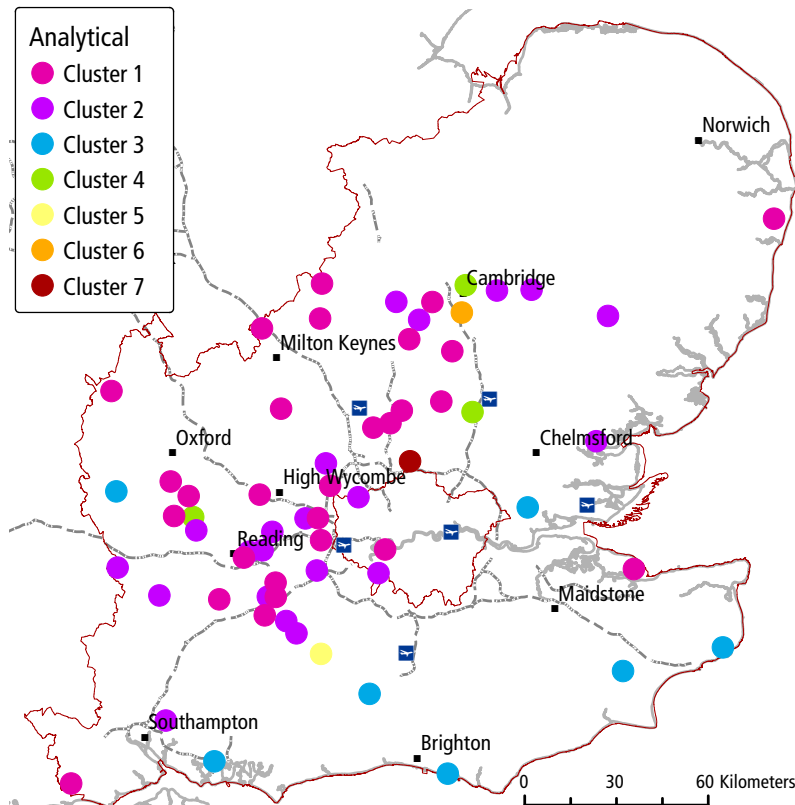 Analytical
Cluster 1
Cluster 2
Cluster 3
Cluster 4
Cluster 5
Cluster 6
Cluster 7
Norwich
Cambridge
Milton Keynes
Oxford
Chelmsford
High Wycombe
Reading
Maidstone
Southampton
Brighton
0 30 60 Kilometers